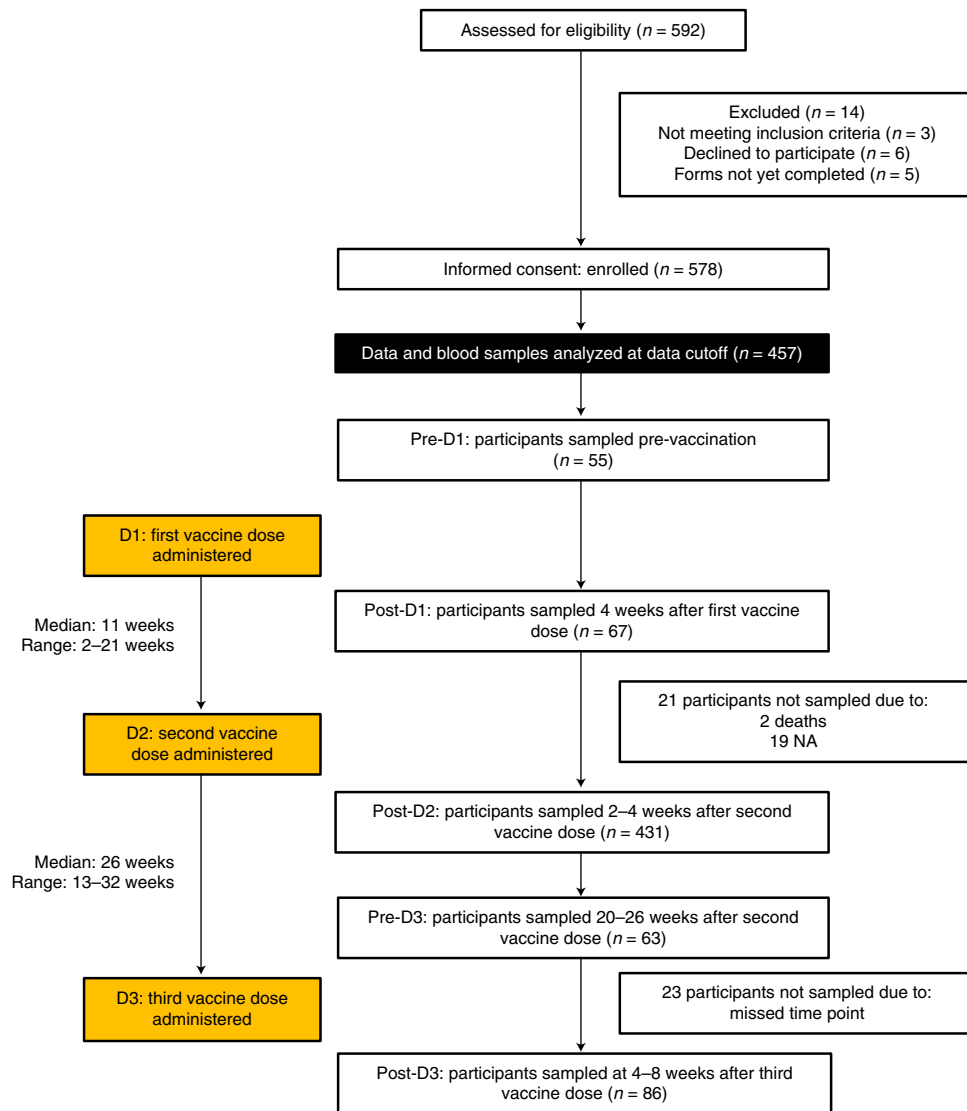 Assessed for eligibility (n = 592)
Excluded (n = 14)
Not meeting inclusion criteria (n = 3)
Declined to participate (n = 6)
Forms not yet completed (n = 5)
Informed consent: enrolled (n = 578)
Data and blood samples analyzed at data cutoff (n = 457)
Pre-D1: participants sampled pre-vaccination
(n = 55)
D1: first vaccine dose
administered
Median: 11 weeks
Range: 2–21 weeks
Post-D1: participants sampled 4 weeks after first vaccine
dose (n = 67)
21 participants not sampled due to:
2 deaths
19 NA
D2: second vaccine
dose administered
Post-D2: participants sampled 2–4 weeks after second
vaccine dose (n = 431)
Median: 26 weeks
Range: 13–32 weeks
Pre-D3: participants sampled 20–26 weeks after second
vaccine dose (n = 63)
D3: third vaccine dose
administered
23 participants not sampled due to:
missed time point
Post-D3: participants sampled at 4–8 weeks after third
vaccine dose (n = 86)